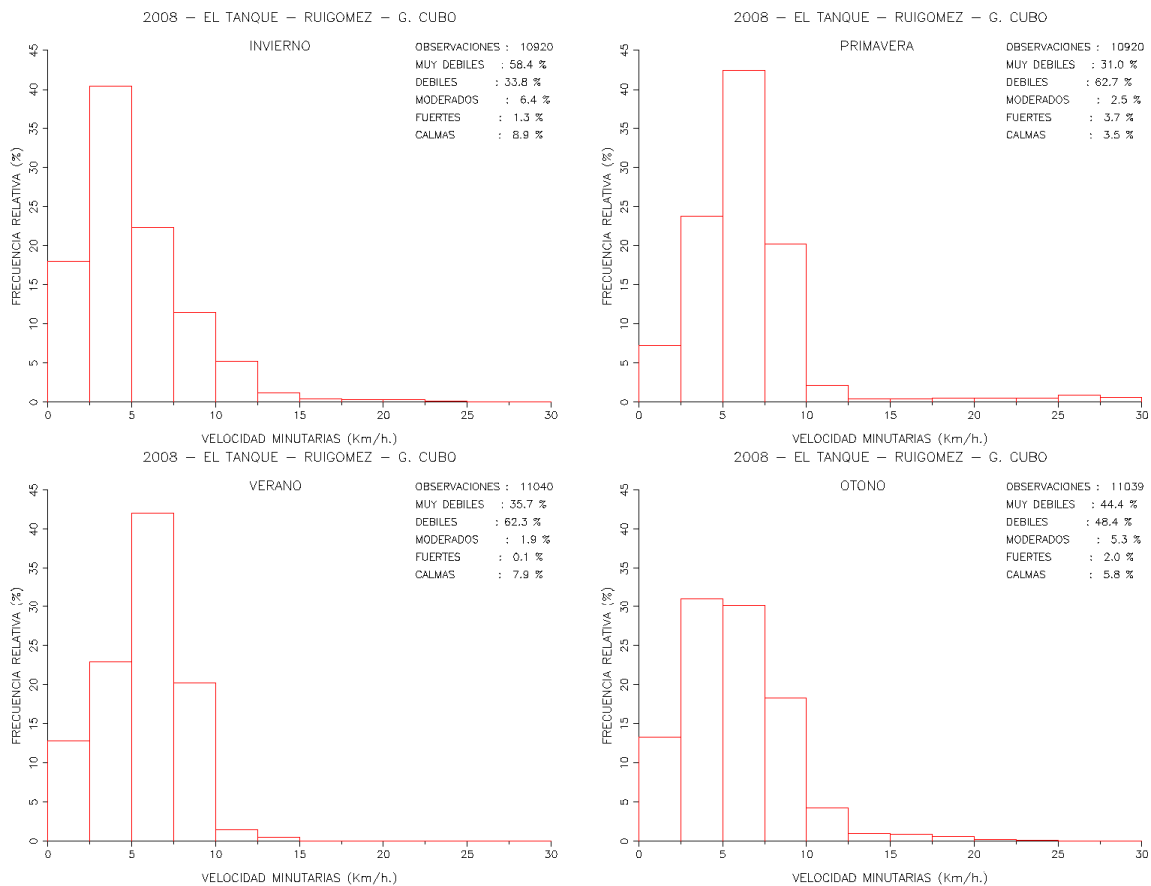 2008 – EL TANQUE – RUIGOMEZ – G. CUBO
INVIERNO
OBSERVACIONES : 10920
MUY DEBILES : 58.4 %
DEBILES : 33.8 %
MODERADOS : 6.4 %
FUERTES : 1.3 %
CALMAS : 8.9 %
FRECUENCIA RELATIVA (%)
0 5 10 15 20 25 30 35 40 45
0 5 10 15 20 25 30
VELOCIDAD MINUTARIAS (Km/h.)
2008 – EL TANQUE – RUIGOMEZ – G. CUBO
PRIMAVERA
OBSERVACIONES : 10920
MUY DEBILES : 31.0 %
DEBILES : 62.7 %
MODERADOS : 2.5 %
FUERTES : 3.7 %
CALMAS : 3.5 %
FRECUENCIA RELATIVA (%)
0 5 10 15 20 25 30 35 40 45
0 5 10 15 20 25 30
VELOCIDAD MINUTARIAS (Km/h.)
2008 – EL TANQUE – RUIGOMEZ – G. CUBO
VERANO
OBSERVACIONES : 11040
MUY DEBILES : 35.7 %
DEBILES : 62.3 %
MODERADOS : 1.9 %
FUERTES : 0.1 %
CALMAS : 7.9 %
FRECUENCIA RELATIVA (%)
0 5 10 15 20 25 30 35 40 45
0 5 10 15 20 25 30
VELOCIDAD MINUTARIAS (Km/h.)
2008 – EL TANQUE – RUIGOMEZ – G. CUBO
OTONO
OBSERVACIONES : 11039
MUY DEBILES : 44.4 %
DEBILES : 48.4 %
MODERADOS : 5.3 %
FUERTES : 2.0 %
CALMAS : 5.8 %
FRECUENCIA RELATIVA (%)
0 5 10 15 20 25 30 35 40 45
0 5 10 15 20 25 30
VELOCIDAD MINUTARIAS (Km/h.)